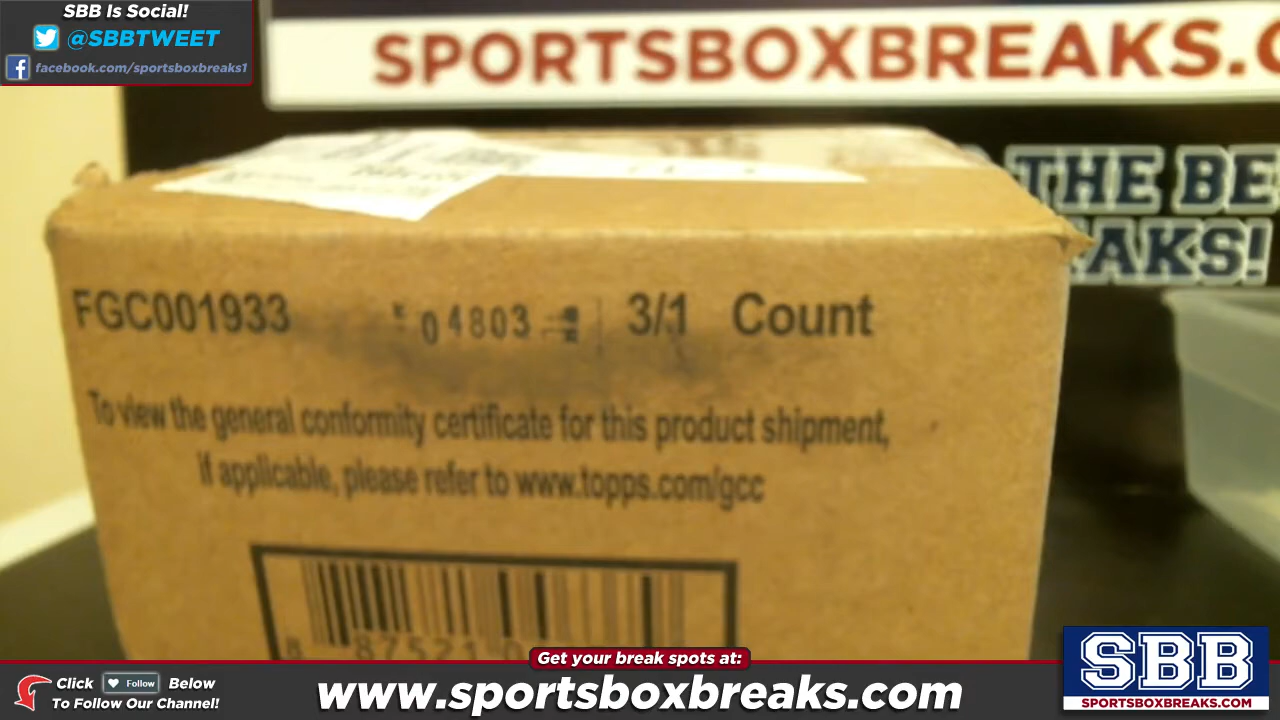 SBB Is Social!
@SBBTWEET
facebook.com/sportsboxbreaks1
SPORTSBOXBREAKS.C
THE BE
AKS!
FGC001933 04803 3/1 Count
To view the general conformity certificate for this product shipment,
if applicable, please refer to www.topps.com/gcc
Get your break spots at:
Click Follow Below
To Follow Our Channel!
www.sportsboxbreaks.com
SBB
SPORTSBOXBREAKS.COM